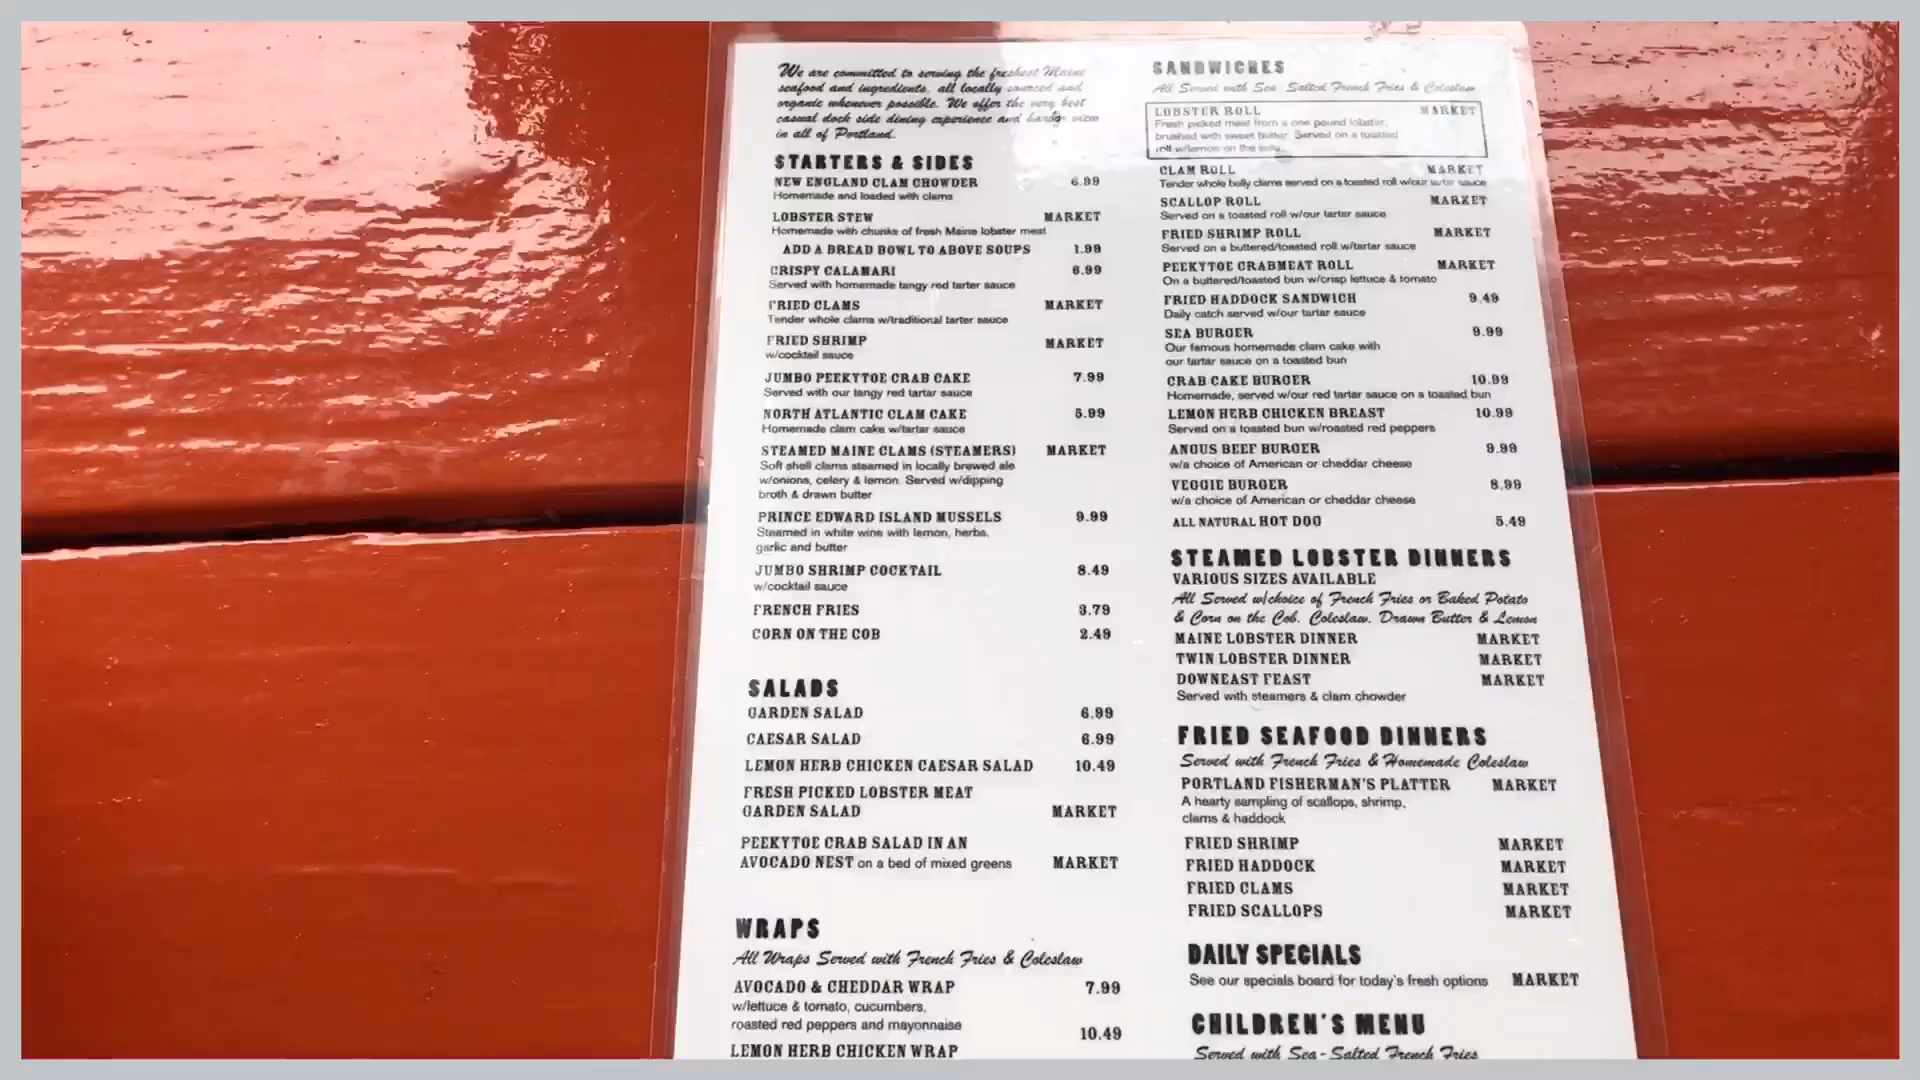 We are committed to serving the freshest Maine
seafood and ingredients, all locally sourced and
organic whenever possible. We offer the very best
casual dock side dining experience and harbor view
in all of Portland.
STARTERS & SIDES
NEW ENGLAND CLAM CHOWDER 6.99
Homemade and loaded with clams
LOBSTER STEW MARKET
Homemade with chunks of fresh Maine lobster meat
ADD A BREAD BOWL TO ABOVE SOUPS 1.99
CRISPY CALAMARI 8.99
Served with homemade tangy red tarter sauce
FRIED CLAMS MARKET
Tender whole clams w/traditional tarter sauce
FRIED SHRIMP MARKET
w/cocktail sauce
JUMBO PEEKYTOE CRAB CAKE 7.99
Served with our tangy red tartar sauce
NORTH ATLANTIC CLAM CAKE 5.99
Homemade clam cake w/tartar sauce
STEAMED MAINE CLAMS (STEAMERS) MARKET
Soft shell clams steamed in locally brewed ale
w/onions, celery & lemon. Served w/dipping
broth & drawn butter
PRINCE EDWARD ISLAND MUSSELS 9.99
Steamed in white wine with lemon, herbs,
garlic and butter
JUMBO SHRIMP COCKTAIL 8.49
w/cocktail sauce
FRENCH FRIES 3.79
CORN ON THE COB 2.49
SALADS
GARDEN SALAD 6.99
CAESAR SALAD 6.99
LEMON HERB CHICKEN CAESAR SALAD 10.49
FRESH PICKED LOBSTER MEAT
GARDEN SALAD MARKET
PEEKYTOE CRAB SALAD IN AN
AVOCADO NEST on a bed of mixed greens MARKET
WRAPS
All Wraps Served with French Fries & Coleslaw
AVOCADO & CHEDDAR WRAP 7.99
w/lettuce & tomato, cucumbers,
roasted red peppers and mayonnaise
10.49
LEMON HERB CHICKEN WRAP
SANDWICHES
All Served with Sea-Salted French Fries & Coleslaw
LOBSTER ROLL MARKET
Fresh picked meat from a one pound lobster,
brushed with sweet butter. Served on a toasted
roll w/lemon on the side.
CLAM ROLL MARKET
Tender whole belly clams served on a toasted roll w/our tartar sauce
SCALLOP ROLL MARKET
Served on a toasted roll w/our tartar sauce
FRIED SHRIMP ROLL MARKET
Served on a buttered/toasted roll w/tartar sauce
PEEKYTOE CRABMEAT ROLL MARKET
On a buttered/toasted bun w/crisp lettuce & tomato
FRIED HADDOCK SANDWICH 9.49
Daily catch served w/our tartar sauce
SEA BURGER 9.99
Our famous homemade clam cake with
our tartar sauce on a toasted bun
CRAB CAKE BURGER 10.99
Homemade, served w/our red tartar sauce on a toasted bun
LEMON HERB CHICKEN BREAST 10.99
Served on a toasted bun w/roasted red peppers
ANGUS BEEF BURGER 9.99
w/a choice of American or cheddar cheese
VEGGIE BURGER 8.99
w/a choice of American or cheddar cheese
ALL NATURAL HOT DOG 5.49
STEAMED LOBSTER DINNERS
VARIOUS SIZES AVAILABLE
All Served w/choice of French Fries or Baked Potato
& Corn on the Cob, Coleslaw, Drawn Butter & Lemon
MAINE LOBSTER DINNER MARKET
TWIN LOBSTER DINNER MARKET
DOWNEAST FEAST MARKET
Served with steamers & clam chowder
FRIED SEAFOOD DINNERS
Served with French Fries & Homemade Coleslaw
PORTLAND FISHERMAN'S PLATTER MARKET
A hearty sampling of scallops, shrimp,
clams & haddock
FRIED SHRIMP MARKET
FRIED HADDOCK MARKET
FRIED CLAMS MARKET
FRIED SCALLOPS MARKET
DAILY SPECIALS
See our specials board for today's fresh options MARKET
CHILDREN'S MENU
Served with Sea-Salted French Fries